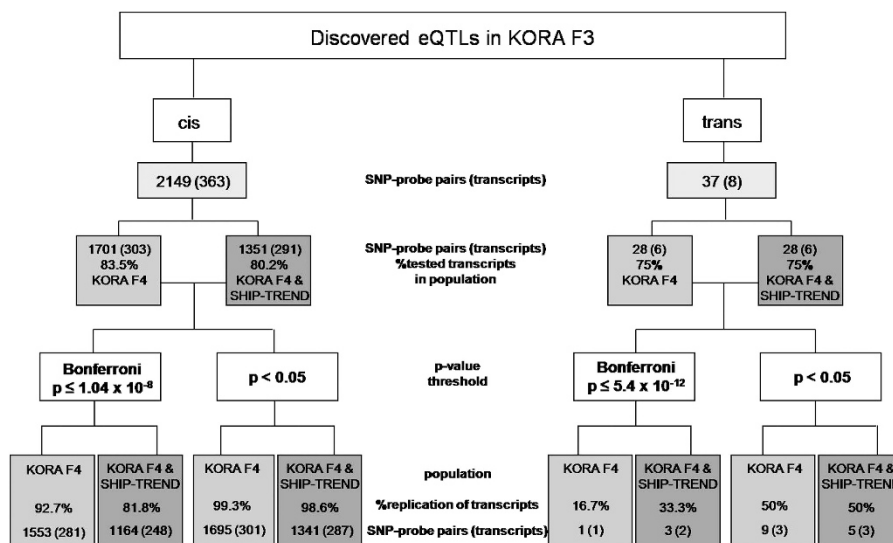 Discovered eQTLs in KORA F3
cis
trans
2149 (363)
SNP-probe pairs (transcripts)
37 (8)
1701 (303)
83.5%
KORA F4
1351 (291)
80.2%
KORA F4 &
SHIP-TREND
SNP-probe pairs (transcripts)
%tested transcripts
in population
28 (6)
75%
KORA F4
28 (6)
75%
KORA F4 &
SHIP-TREND
Bonferroni
p ≤ 1.04 x 10⁻⁸
p < 0.05
p-value
threshold
Bonferroni
p ≤ 5.4 x 10⁻¹²
p < 0.05
KORA F4
92.7%
1553 (281)
KORA F4 &
SHIP-TREND
81.8%
1164 (248)
KORA F4
99.3%
1695 (301)
KORA F4 &
SHIP-TREND
98.6%
1341 (287)
population
%replication of transcripts
SNP-probe pairs (transcripts)
KORA F4
16.7%
1 (1)
KORA F4 &
SHIP-TREND
33.3%
3 (2)
KORA F4
50%
9 (3)
KORA F4 &
SHIP-TREND
50%
5 (3)